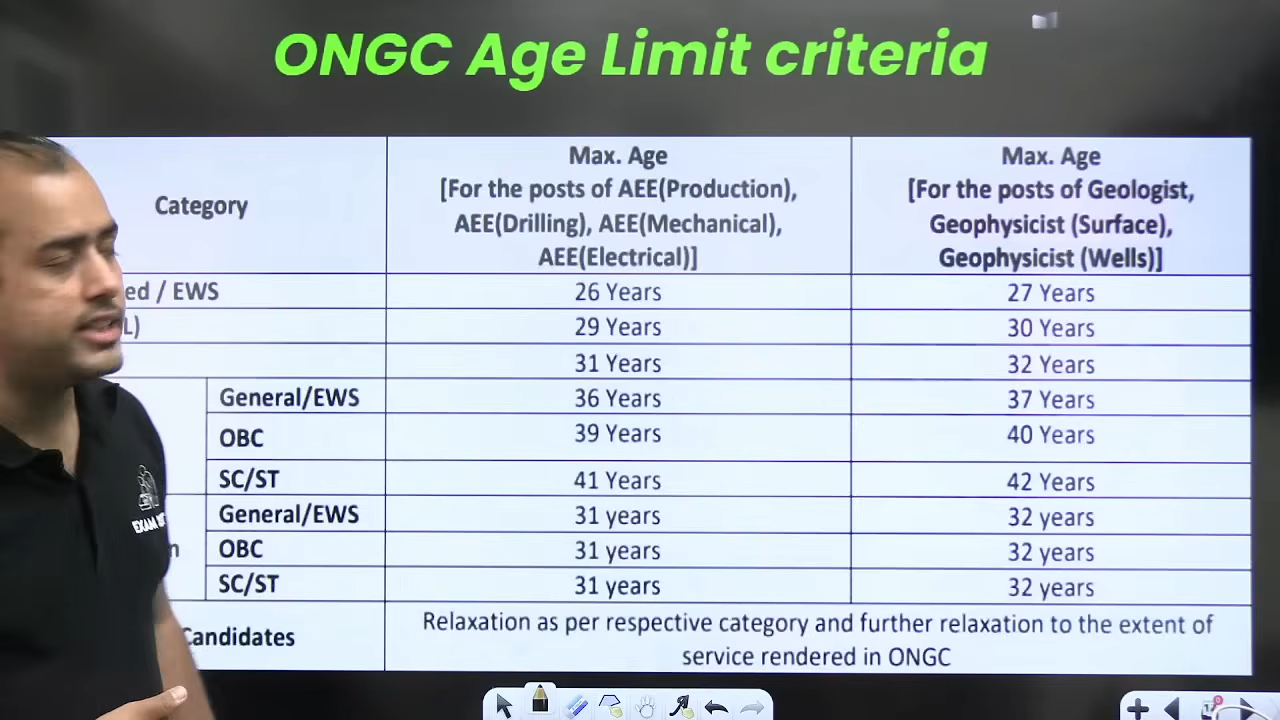 ONGC Age Limit criteria
Category
Max. Age
[For the posts of AEE(Production),
AEE(Drilling), AEE(Mechanical),
AEE(Electrical)]
Max. Age
[For the posts of Geologist,
Geophysicist (Surface),
Geophysicist (Wells)]
/ EWS 26 Years 27 Years
29 Years 30 Years
31 Years 32 Years
General/EWS 36 Years 37 Years
OBC 39 Years 40 Years
SC/ST 41 Years 42 Years
General/EWS 31 years 32 years
OBC 31 years 32 years
SC/ST 31 years 32 years
Candidates
Relaxation as per respective category and further relaxation to the extent of
service rendered in ONGC
EXAM